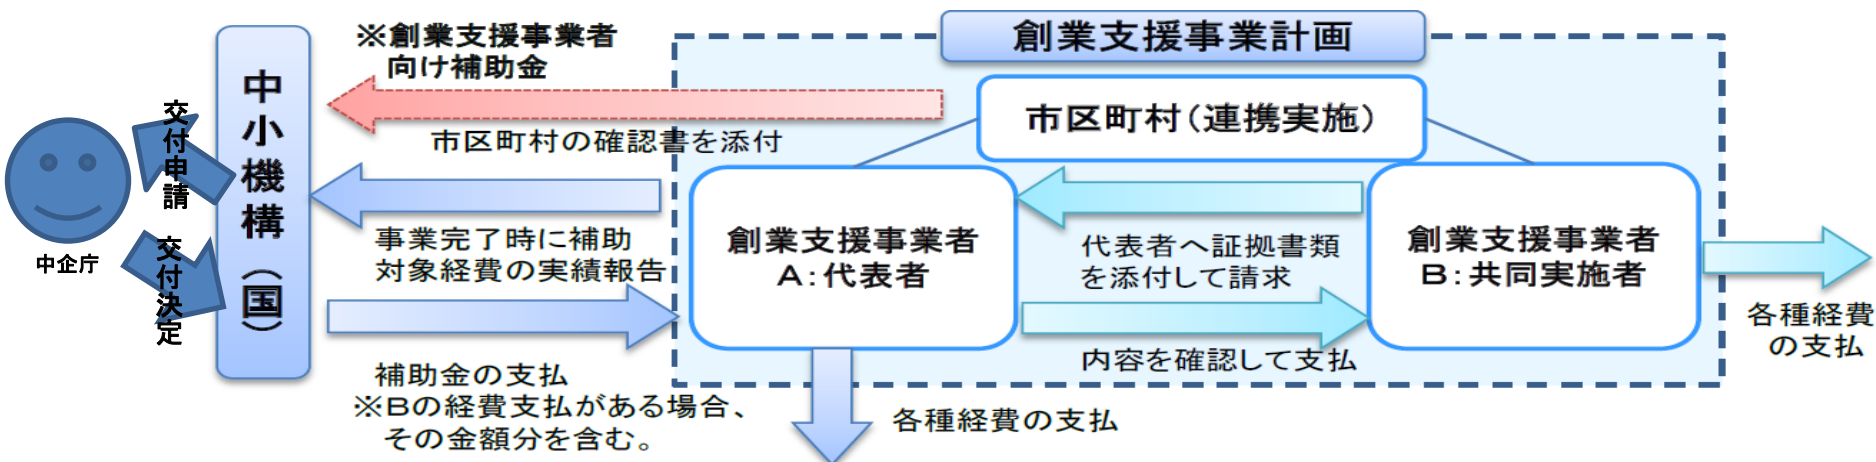 交付申請
中企庁
交付決定
中小機構（国）
※創業支援事業者
向け補助金
市区町村の確認書を添付
事業完了時に補助
対象経費の実績報告
補助金の支払
※Ｂの経費支払がある場合、
その金額分を含む。
創業支援事業計画
市区町村（連携実施）
創業支援事業者
Ａ：代表者
代表者へ証拠書類
を添付して請求
内容を確認して支払
創業支援事業者
Ｂ：共同実施者
各種経費の支払
各種経費
の支払